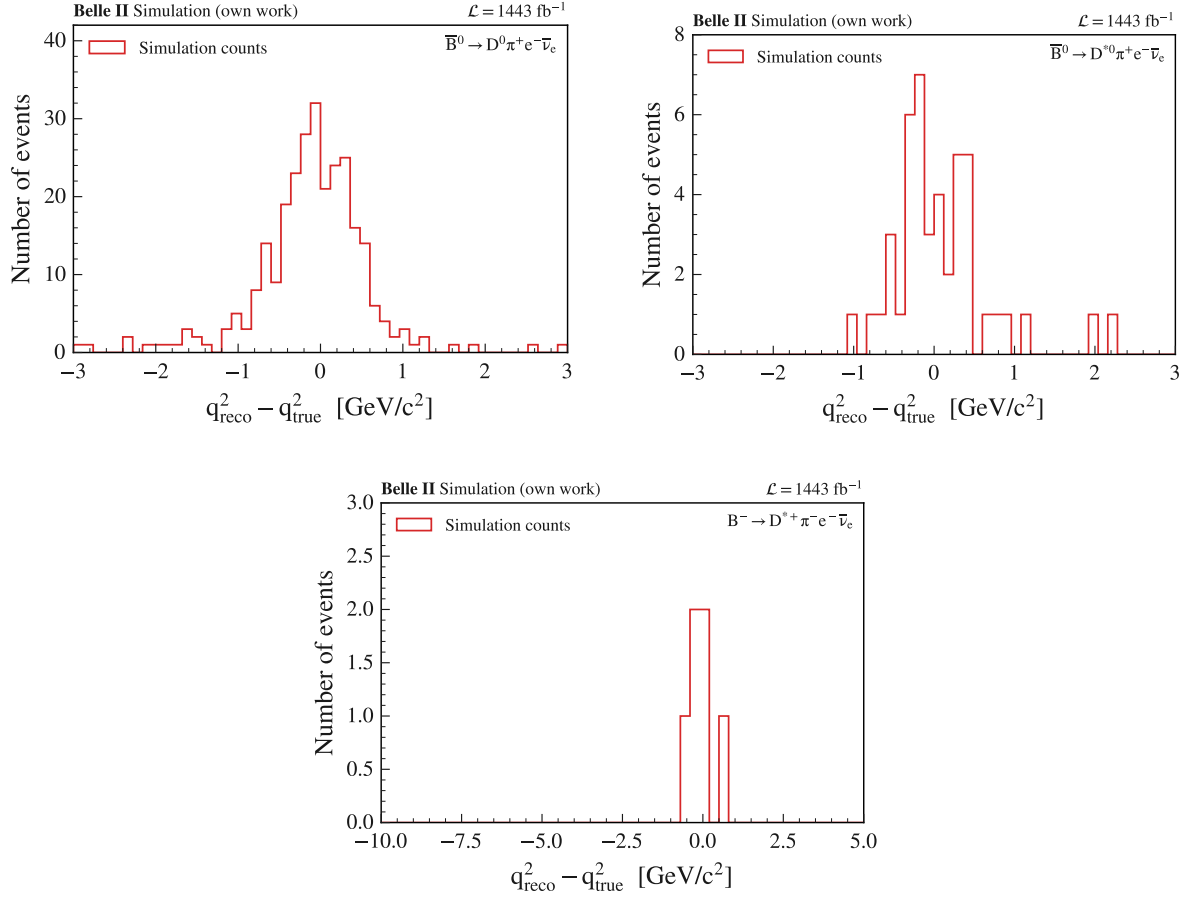 Belle II Simulation (own work) ℒ = 1443 fb⁻¹
Simulation counts
B̅⁰ → D⁰π⁺e⁻ν̅ₑ
Number of events
40
30
20
10
0
−3 −2 −1 0 1 2 3
q²reco − q²true [GeV/c²]
Belle II Simulation (own work) ℒ = 1443 fb⁻¹
Simulation counts
B̅⁰ → D*⁰π⁺e⁻ν̅ₑ
Number of events
8
6
4
2
0
−3 −2 −1 0 1 2 3
q²reco − q²true [GeV/c²]
Belle II Simulation (own work) ℒ = 1443 fb⁻¹
Simulation counts
B⁻ → D*⁺π⁻e⁻ν̅ₑ
Number of events
3.0
2.5
2.0
1.5
1.0
0.5
0.0
−10.0 −7.5 −5.0 −2.5 0.0 2.5 5.0
q²reco − q²true [GeV/c²]